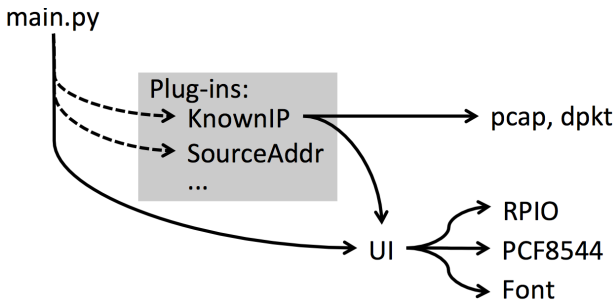 main.py
Plug-ins:
KnownIP
pcap, dpkt
SourceAddr
...
RPIO
UI
PCF8544
Font